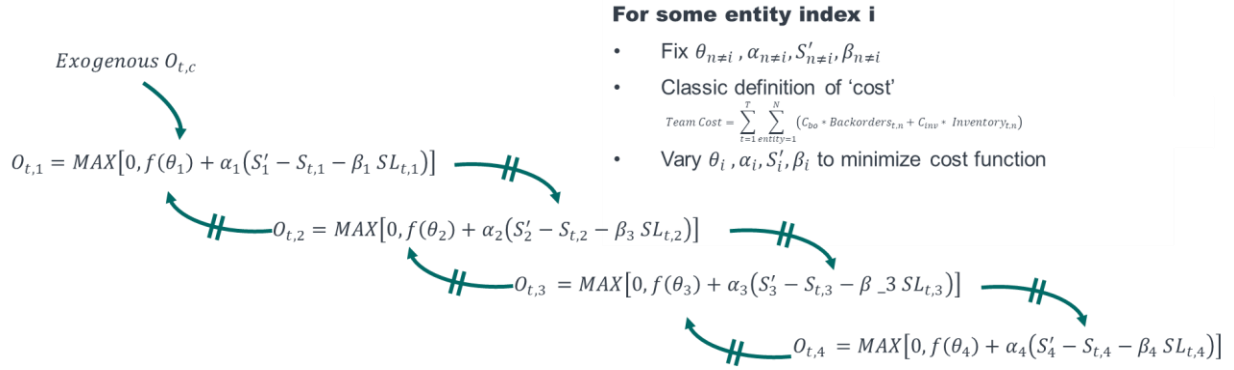 For some entity index i
• Fix θ_{n≠i} , α_{n≠i}, S'_{n≠i}, β_{n≠i}
• Classic definition of 'cost'
Team Cost = ∑_{t=1}^{T} ∑_{entity=1}^{N} (C_{bo} * Backorders_{t,n} + C_{inv} * Inventory_{t,n})
• Vary θ_i , α_i, S'_i, β_i to minimize cost function
Exogenous O_{t,c}
O_{t,1} = MAX[0, f(θ_1) + α_1(S'_1 − S_{t,1} − β_1 SL_{t,1})]
O_{t,2} = MAX[0, f(θ_2) + α_2(S'_2 − S_{t,2} − β_3 SL_{t,2})]
O_{t,3} = MAX[0, f(θ_3) + α_3(S'_3 − S_{t,3} − β _3 SL_{t,3})]
O_{t,4} = MAX[0, f(θ_4) + α_4(S'_4 − S_{t,4} − β_4 SL_{t,4})]